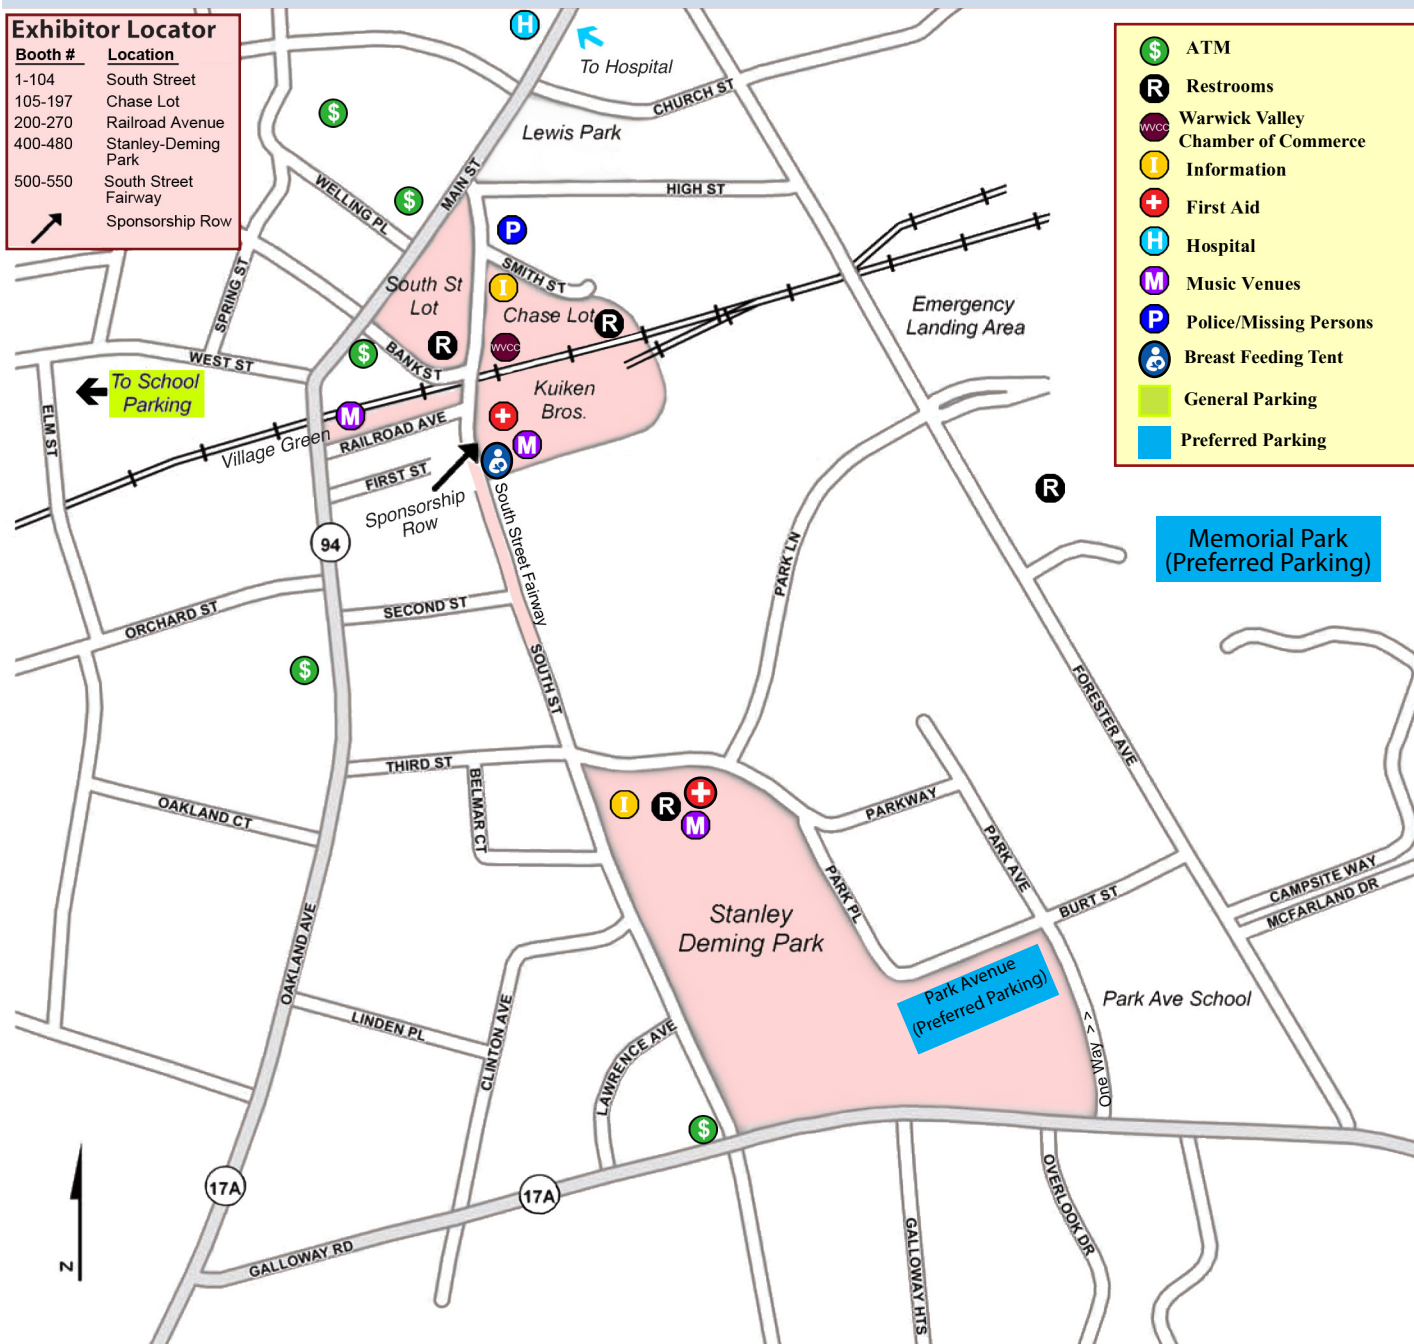 Exhibitor Locator
Booth # Location
1-104 South Street
105-197 Chase Lot
200-270 Railroad Avenue
400-480 Stanley-Deming
Park
500-550 South Street
Fairway
Sponsorship Row
$ ATM
R Restrooms
WVCC Warwick Valley
Chamber of Commerce
I Information
First Aid
H Hospital
M Music Venues
P Police/Missing Persons
Breast Feeding Tent
General Parking
Preferred Parking
H
To Hospital
$
CHURCH ST
Lewis Park
MAIN ST
HIGH ST
WELLING PL
$
P
SMITH ST
SPRING ST
South St
Lot
I
Chase Lot
R
Emergency
Landing Area
R
WVCC
$
BANK ST
WEST ST
To School
Parking
Kuiken
Bros.
ELM ST
M
Village Green
RAILROAD AVE
M
FIRST ST
Sponsorship
Row
South Street Fairway
R
Memorial Park
(Preferred Parking)
94
PARK LN
ORCHARD ST
SECOND ST
$
SOUTH ST
FORESTER AVE
THIRD ST
BELMAR CT
OAKLAND CT
I
R
M
PARKWAY
PARK AVE
PARK PL
BURT ST
CAMPSITE WAY
MCFARLAND DR
Stanley
Deming Park
OAKLAND AVE
Park Avenue
(Preferred Parking)
Park Ave School
<< One Way
LINDEN PL
CLINTON AVE
LAWRENCE AVE
$
17A
17A
GALLOWAY RD
OVERLOOK DR
GALLOWAY HTS
N